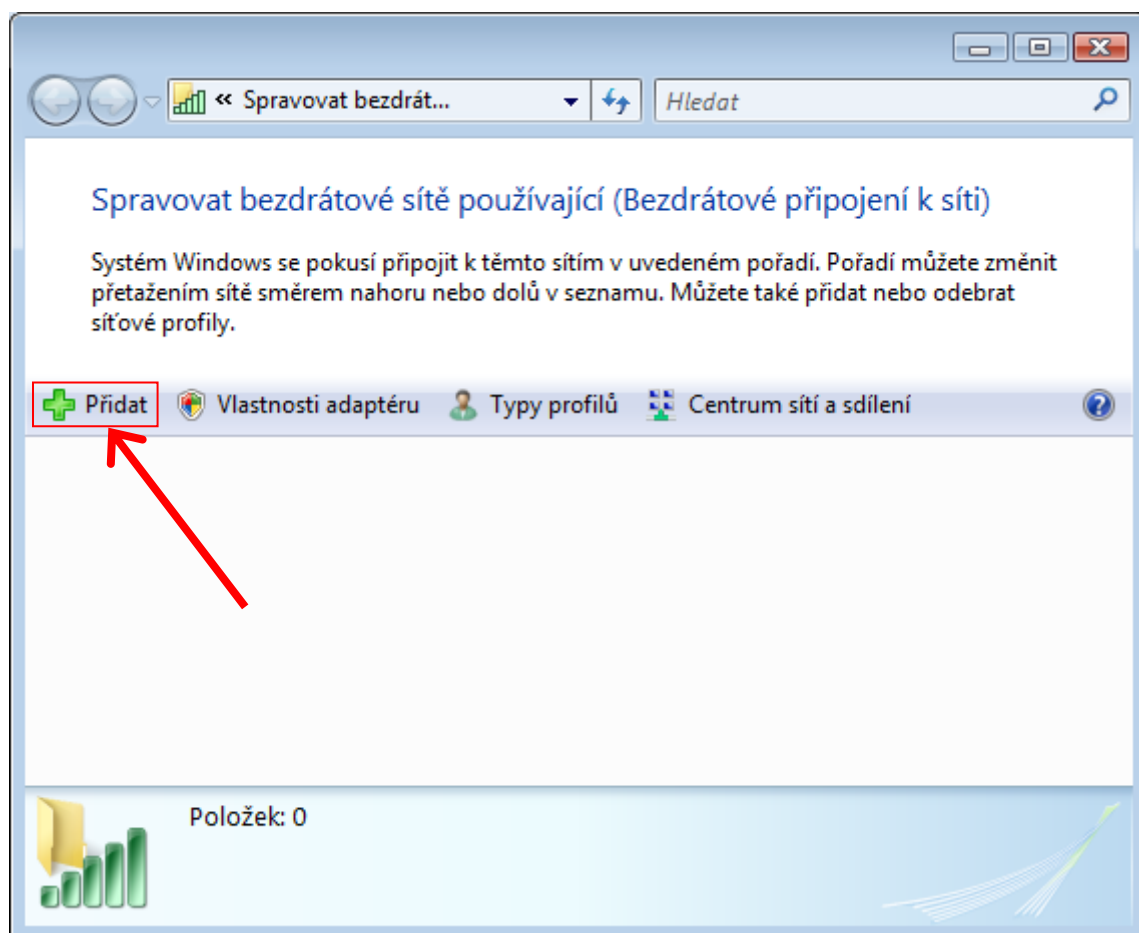 « Spravovat bezdrát...
Hledat
Spravovat bezdrátové sítě používající (Bezdrátové připojení k síti)
Systém Windows se pokusí připojit k těmto sítím v uvedeném pořadí. Pořadí můžete změnit
přetažením sítě směrem nahoru nebo dolů v seznamu. Můžete také přidat nebo odebrat
síťové profily.
Přidat Vlastnosti adaptéru Typy profilů Centrum sítí a sdílení
Položek: 0